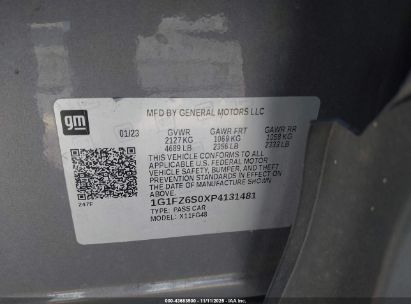 gm
MFD BY GENERAL MOTORS LLC
01/23 GVWR GAWR FRT GAWR RR
2127 KG 1069 KG 1058 KG
4689 LB 2356 LB 2333 LB
THIS VEHICLE CONFORMS TO ALL
APPLICABLE U.S. FEDERAL MOTOR
VEHICLE SAFETY, BUMPER, AND THEFT
PREVENTION STANDARDS IN EFFECT ON
THE DATE OF MANUFACTURE SHOWN ABOVE.
1G1FZ6S0XP4131481
Z47F TYPE: PASS CAR
MODEL: X11FG48